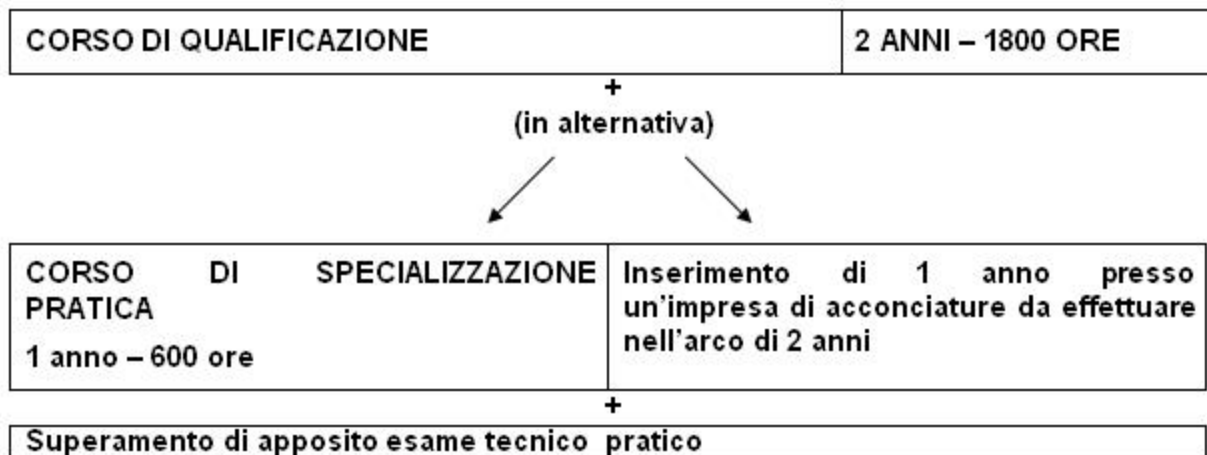 CORSO DI QUALIFICAZIONE
2 ANNI – 1800 ORE
+
(in alternativa)
CORSO DI SPECIALIZZAZIONE
PRATICA
1 anno – 600 ore
Inserimento di 1 anno presso
un'impresa di acconciature da effettuare
nell'arco di 2 anni
+
Superamento di apposito esame tecnico pratico